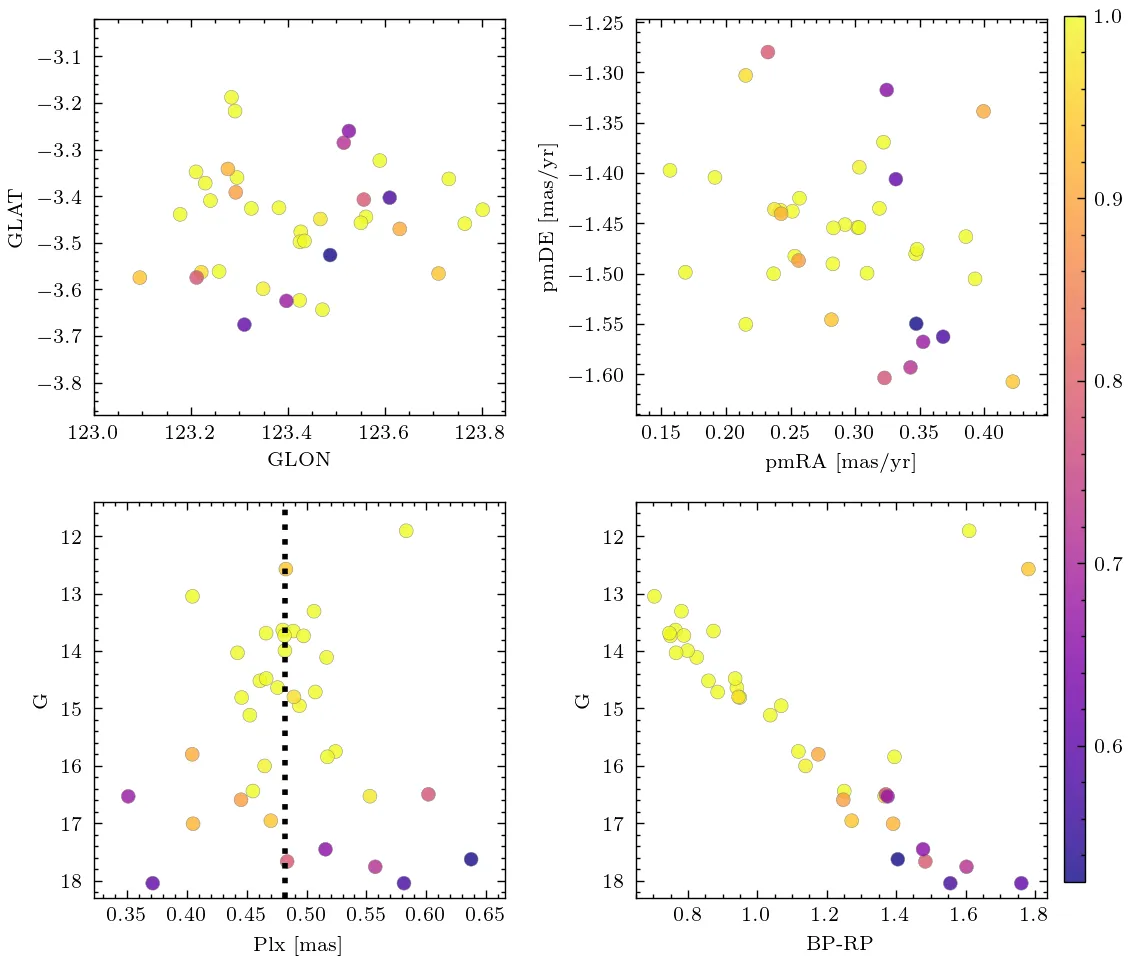 −3.1
−3.2
−3.3
−3.4
−3.5
−3.6
−3.7
−3.8
GLAT
123.0 123.2 123.4 123.6 123.8
GLON
−1.25
−1.30
−1.35
−1.40
−1.45
−1.50
−1.55
−1.60
pmDE [mas/yr]
0.15 0.20 0.25 0.30 0.35 0.40
pmRA [mas/yr]
1.0
0.9
0.8
0.7
0.6
12
13
14
15
16
17
18
G
0.35 0.40 0.45 0.50 0.55 0.60 0.65
Plx [mas]
12
13
14
15
16
17
18
G
0.8 1.0 1.2 1.4 1.6 1.8
BP-RP